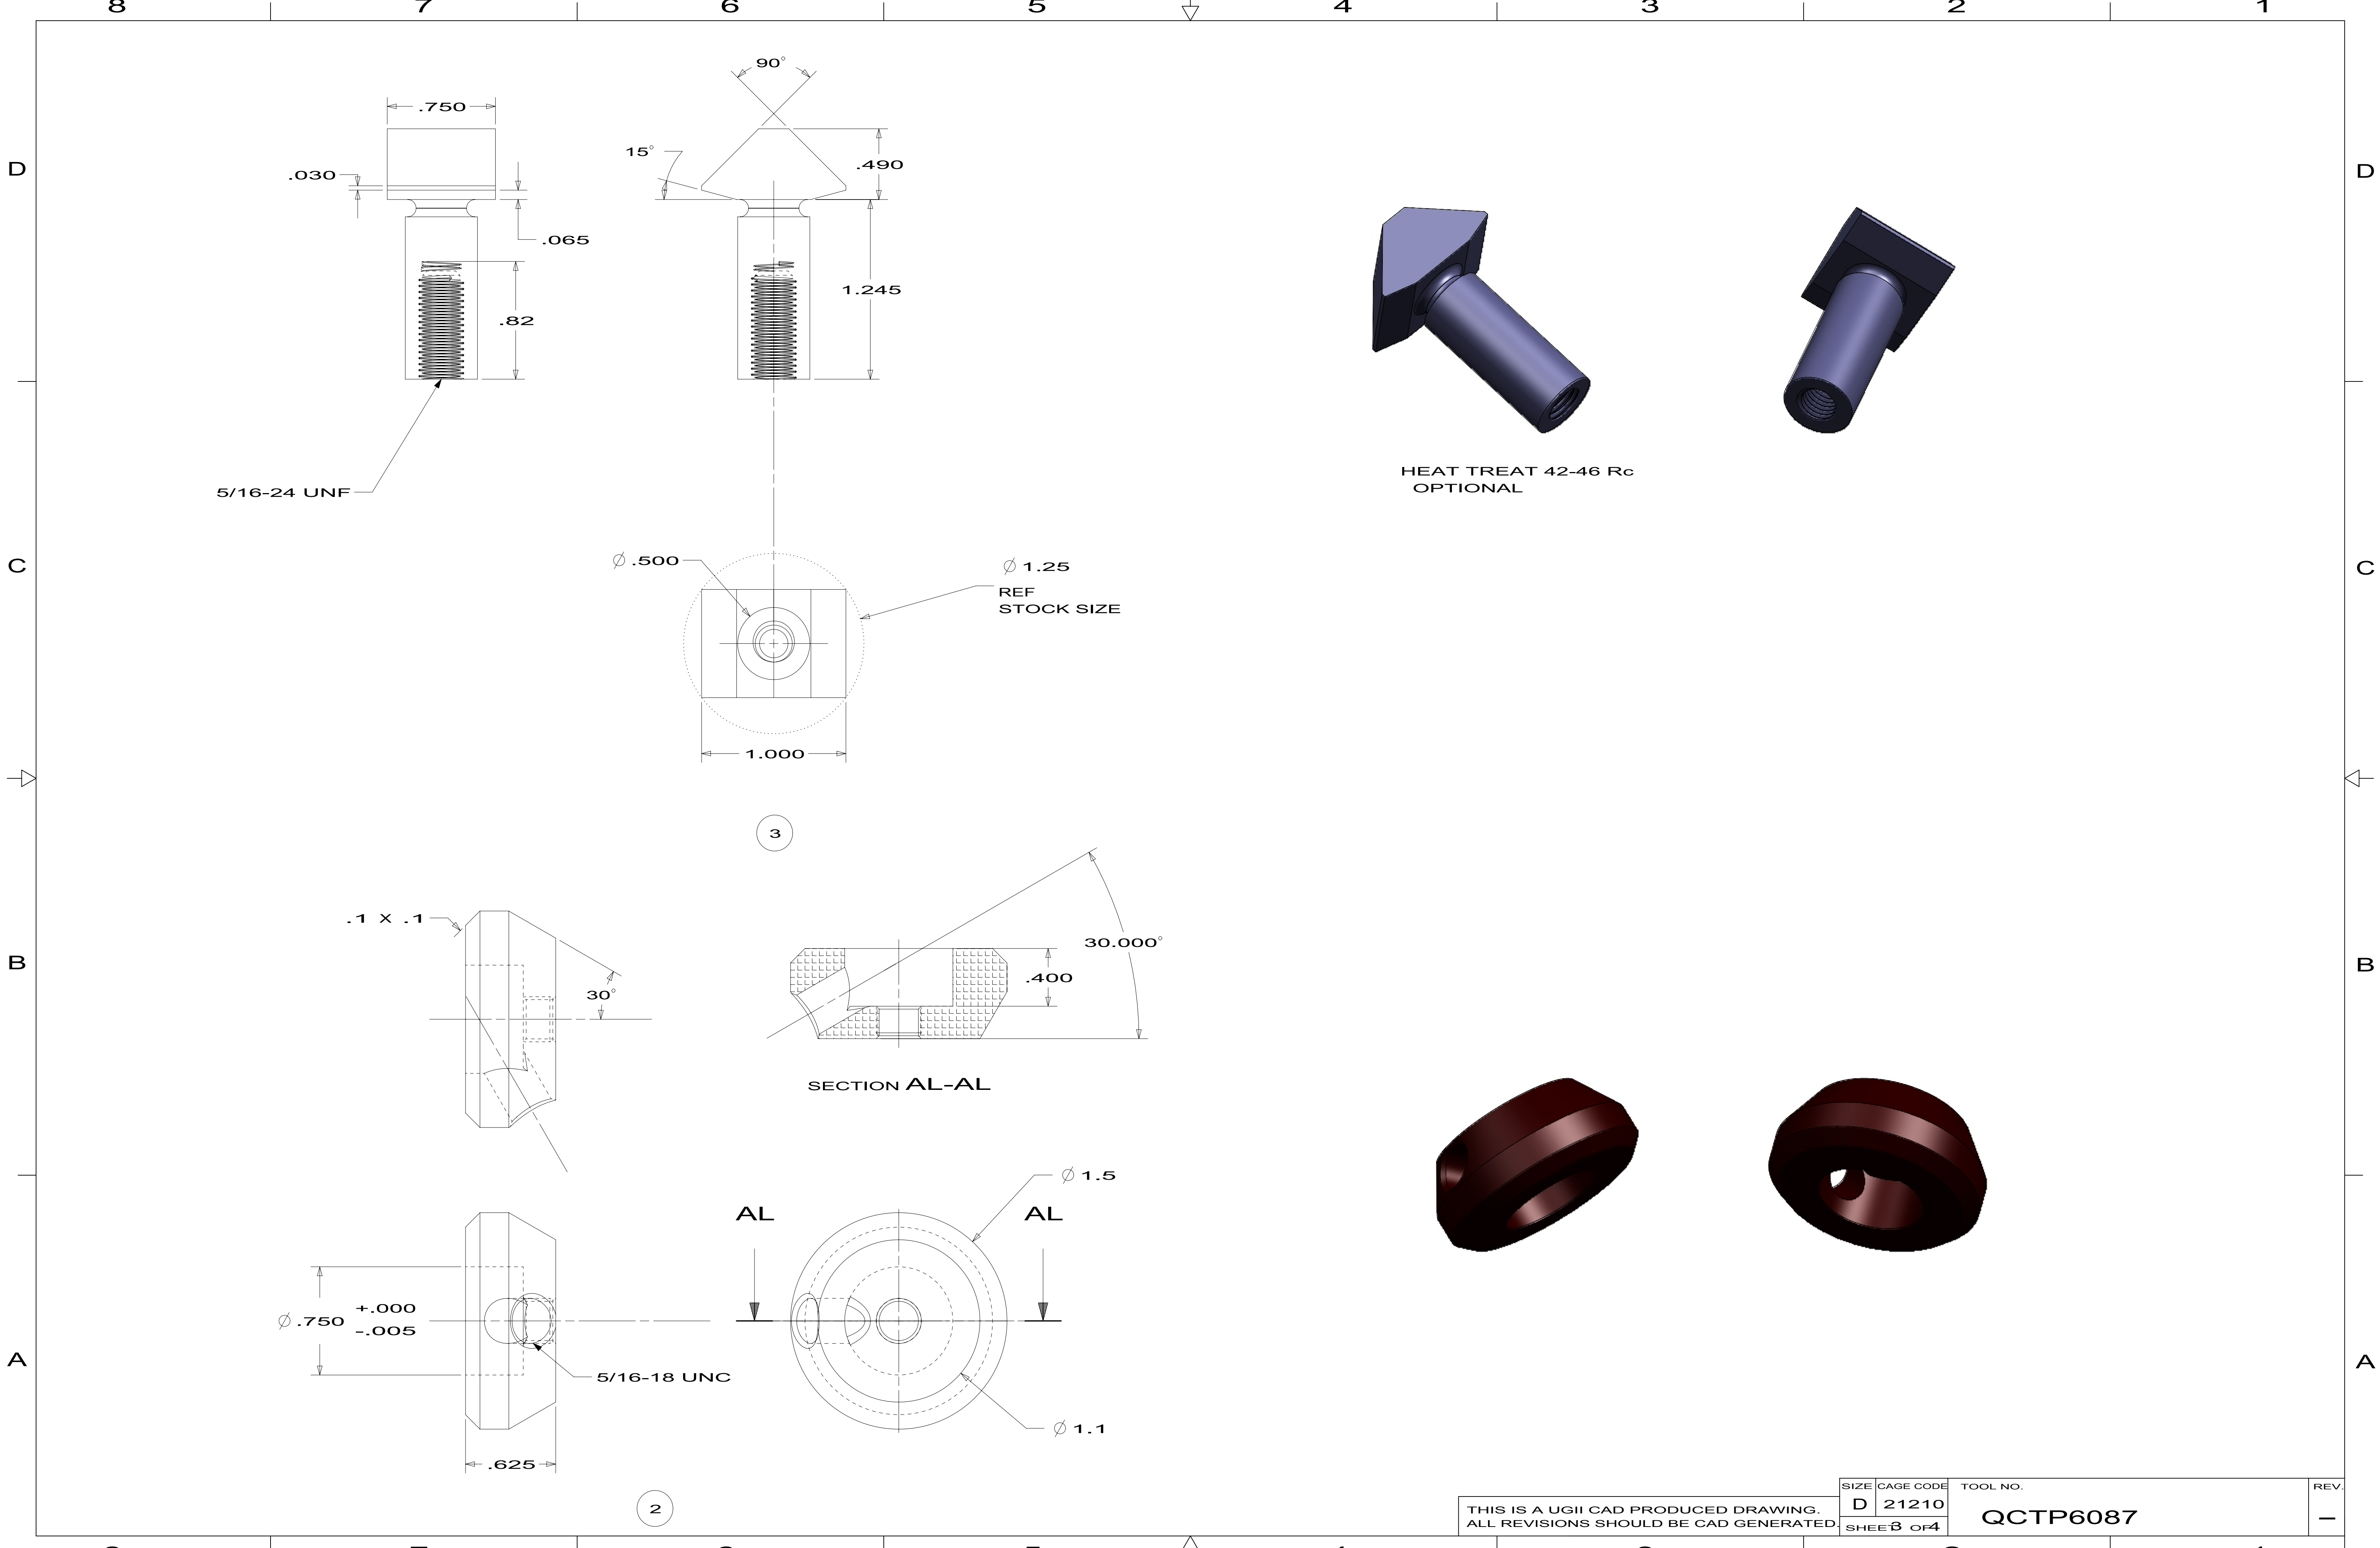 8 7 6 5 4 3 2 1
90°
.750
15°
.490
D D
.030
.065
1.245
.82
HEAT TREAT 42-46 Rc
OPTIONAL
5/16-24 UNF
Ø .500
Ø 1.25
C C
REF
STOCK SIZE
1.000
3
.1 X .1
30.000°
B B
.400
30°
SECTION AL-AL
Ø 1.5
AL AL
+.000
Ø .750
-.005
A A
5/16-18 UNC
Ø 1.1
.625
2
SIZE CAGE CODE TOOL NO. REV.
D 21210
THIS IS A UGII CAD PRODUCED DRAWING.
QCTP6087 –
ALL REVISIONS SHOULD BE CAD GENERATED.
SHEET 3 OF 4